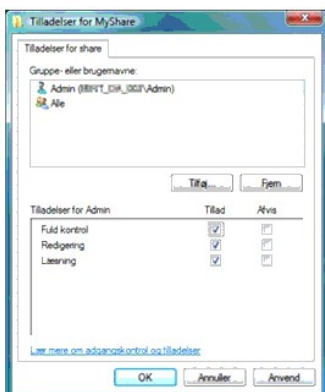 Tilladelser for MyShare
Tilladelser for share
Gruppe- eller brugernavne:
Admin (\Admin)
Alle
Tilføj...
Fjern
Tilladelser for Admin
Tillad
Afvis
Fuld kontrol
Redigering
Læsning
Lær mere om adgangskontrol og tilladelser
OK
Annuller
Anvend